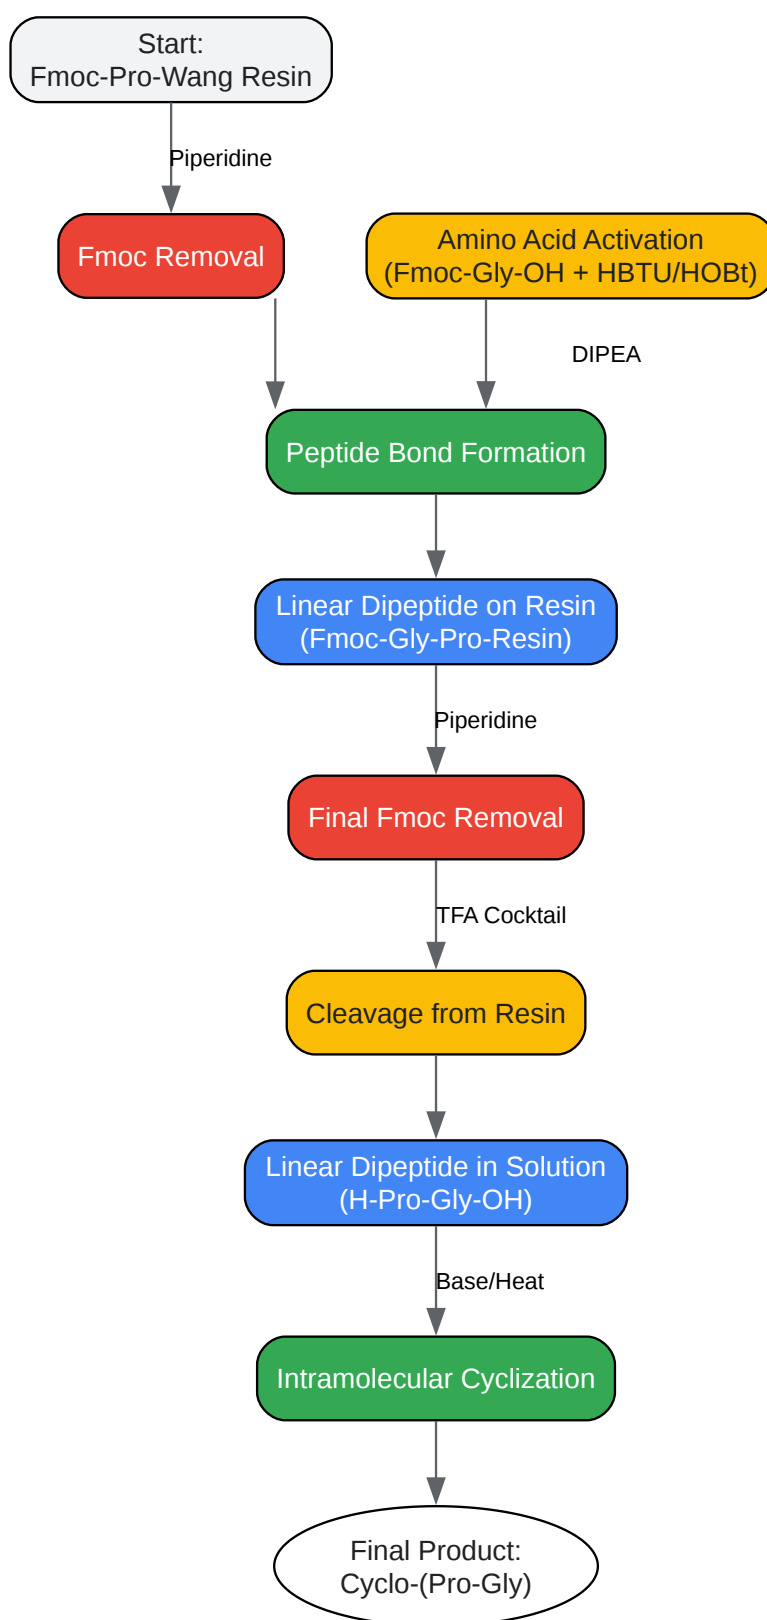 Start:
Fmoc-Pro-Wang Resin
Piperidine
Fmoc Removal
Amino Acid Activation
(Fmoc-Gly-OH + HBTU/HOBt)
DIPEA
Peptide Bond Formation
Linear Dipeptide on Resin
(Fmoc-Gly-Pro-Resin)
Piperidine
Final Fmoc Removal
TFA Cocktail
Cleavage from Resin
Linear Dipeptide in Solution
(H-Pro-Gly-OH)
Base/Heat
Intramolecular Cyclization
Final Product:
Cyclo-(Pro-Gly)